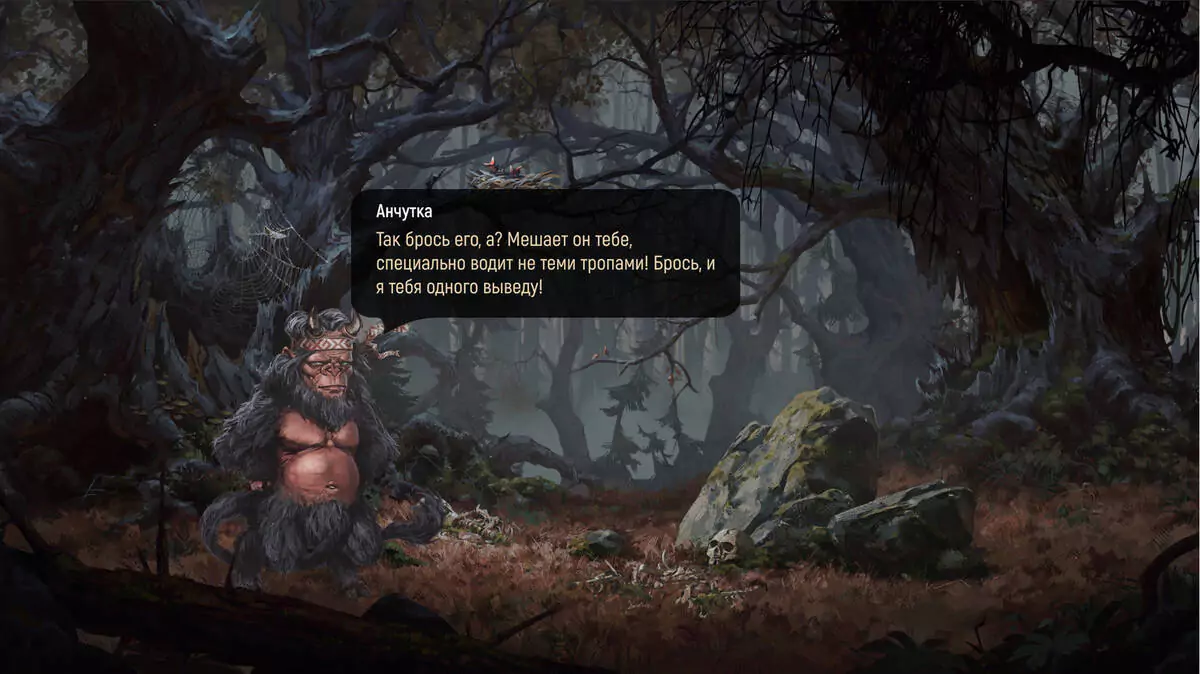 Анчутка
Так брось его, а? Мешает он тебе,
специально водит не теми тропами! Брось, и
я тебя одного выведу!